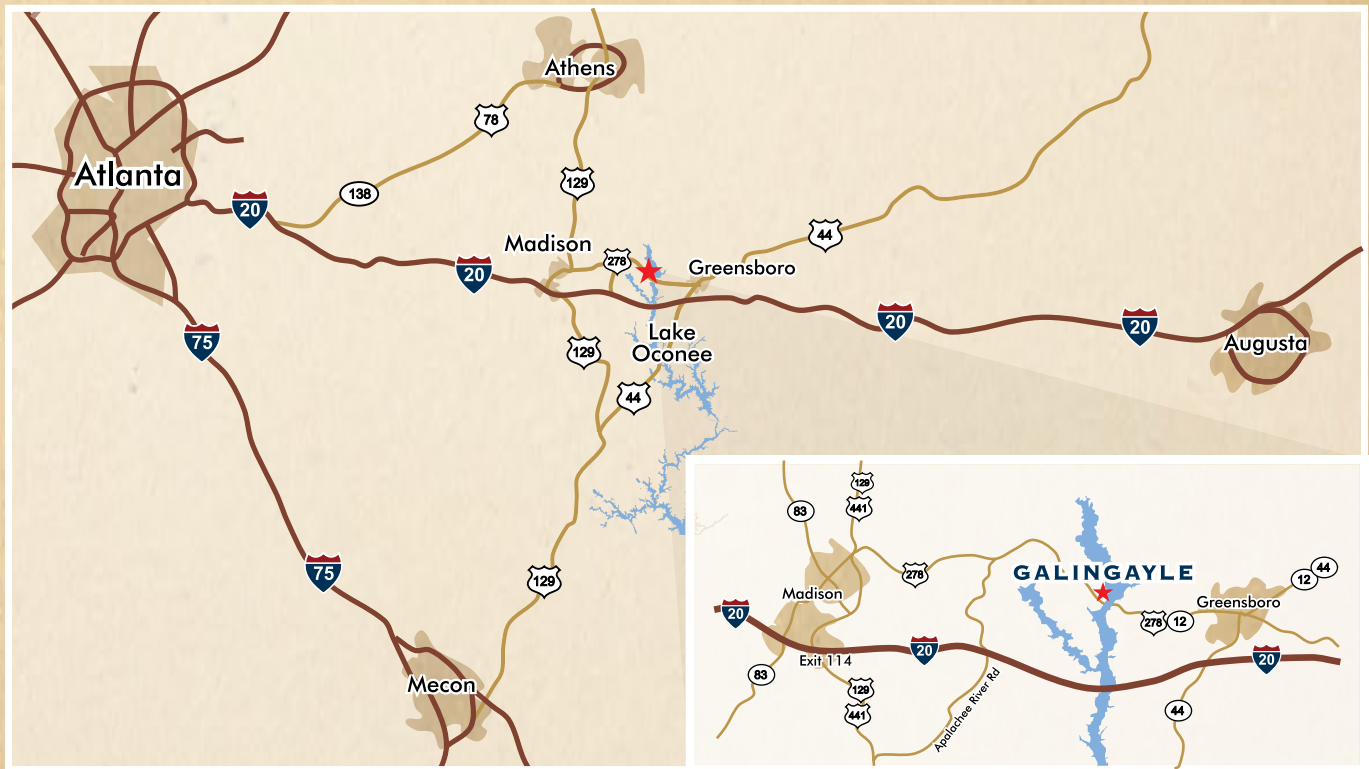 Athens
78
Atlanta
138
129
20
44
Madison
278
Greensboro
20
20
20
Lake
Oconee
75
129
Augusta
44
129
75
Mecon
129
441
83
278
GALINGAYLE
44
12
Madison
Greensboro
20
278
12
Exit 114
20
20
83
129
441
Apalachee River Rd
44